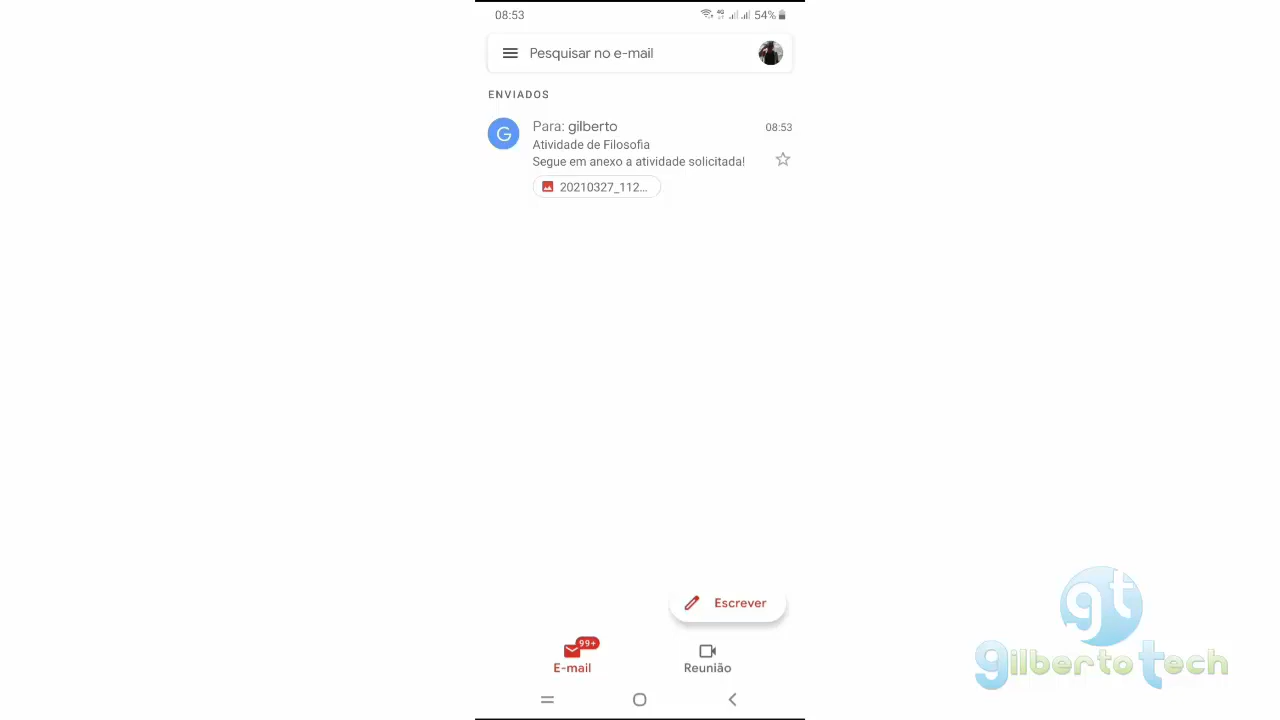 08:53
4G
54%
Pesquisar no e-mail
ENVIADOS
G
Para: gilberto
08:53
Atividade de Filosofia
Segue em anexo a atividade solicitada!
20210327_112...
Escrever
99+
E-mail
Reunião
gt
gilberto tech